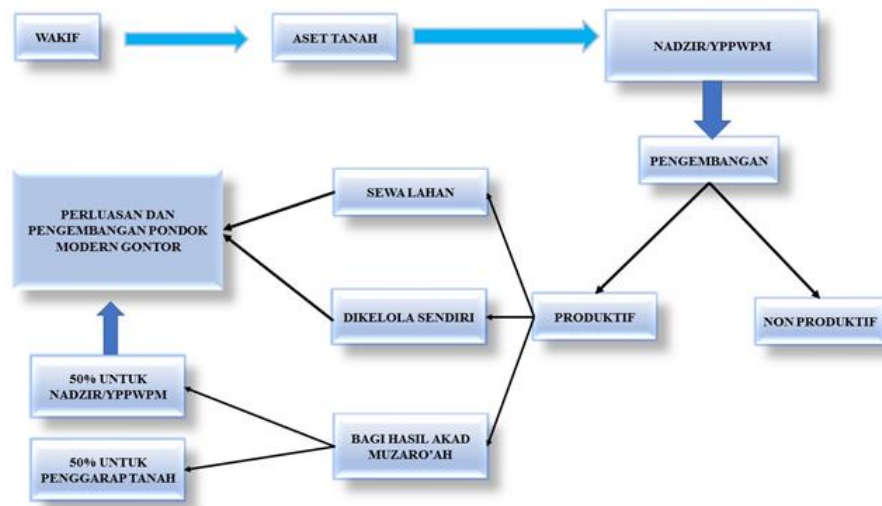 WAKIF
ASET TANAH
NADZIR/YPPWPM
PENGEMBANGAN
SEWA LAHAN
PERLUASAN DAN
PENGEMBANGAN PONDOK
MODERN GONTOR
DIKELOLA SENDIRI
PRODUKTIF
NON PRODUKTIF
50% UNTUK
NADZIR/YPPWPM
BAGI HASIL AKAD
MUZARO’AH
50% UNTUK
PENGGARAP TANAH